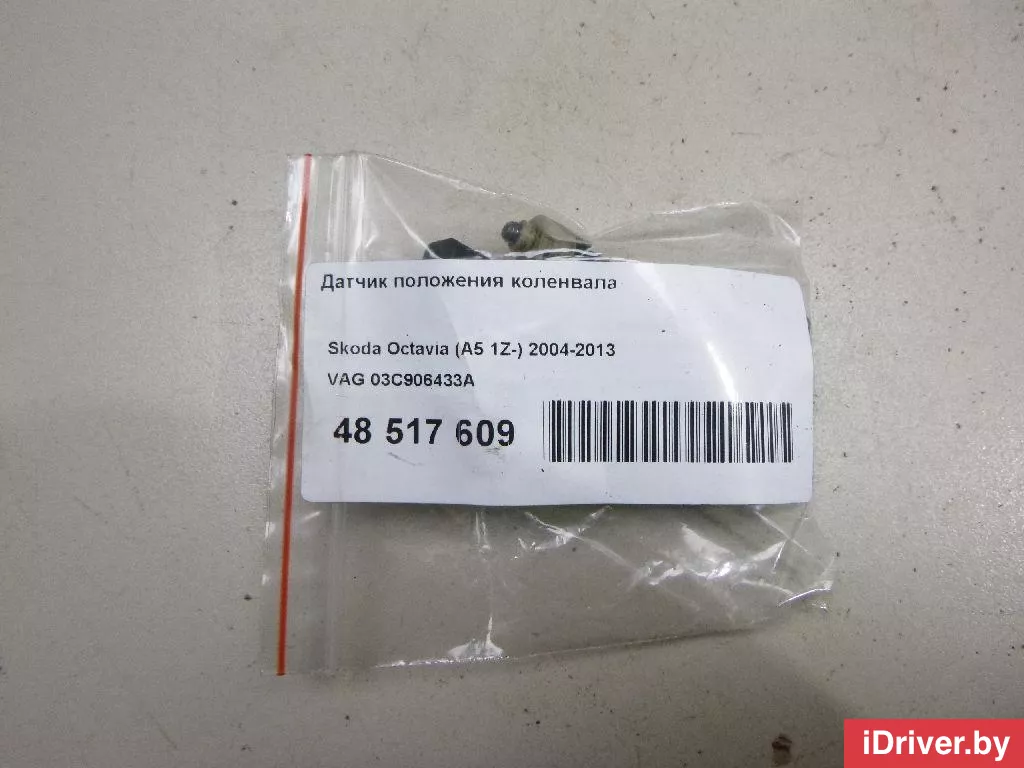 Датчик положения коленвала
Skoda Octavia (A5 1Z-) 2004-2013
VAG 03C906433A
48 517 609
iDriver.by